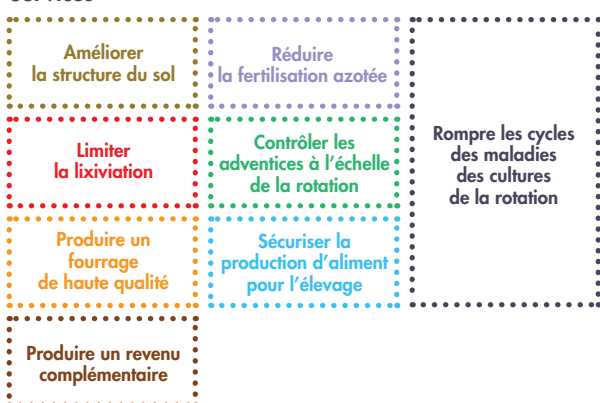 Améliorer
la structure du sol
Réduire
la fertilisation azotée
Limiter
la lixiviation
Contrôler les
adventices à l'échelle
de la rotation
Rompre les cycles
des maladies
des cultures
de la rotation
Produire un
fourrage
de haute qualité
Sécuriser la
production d'aliment
pour l'élevage
Produire un revenu
complémentaire